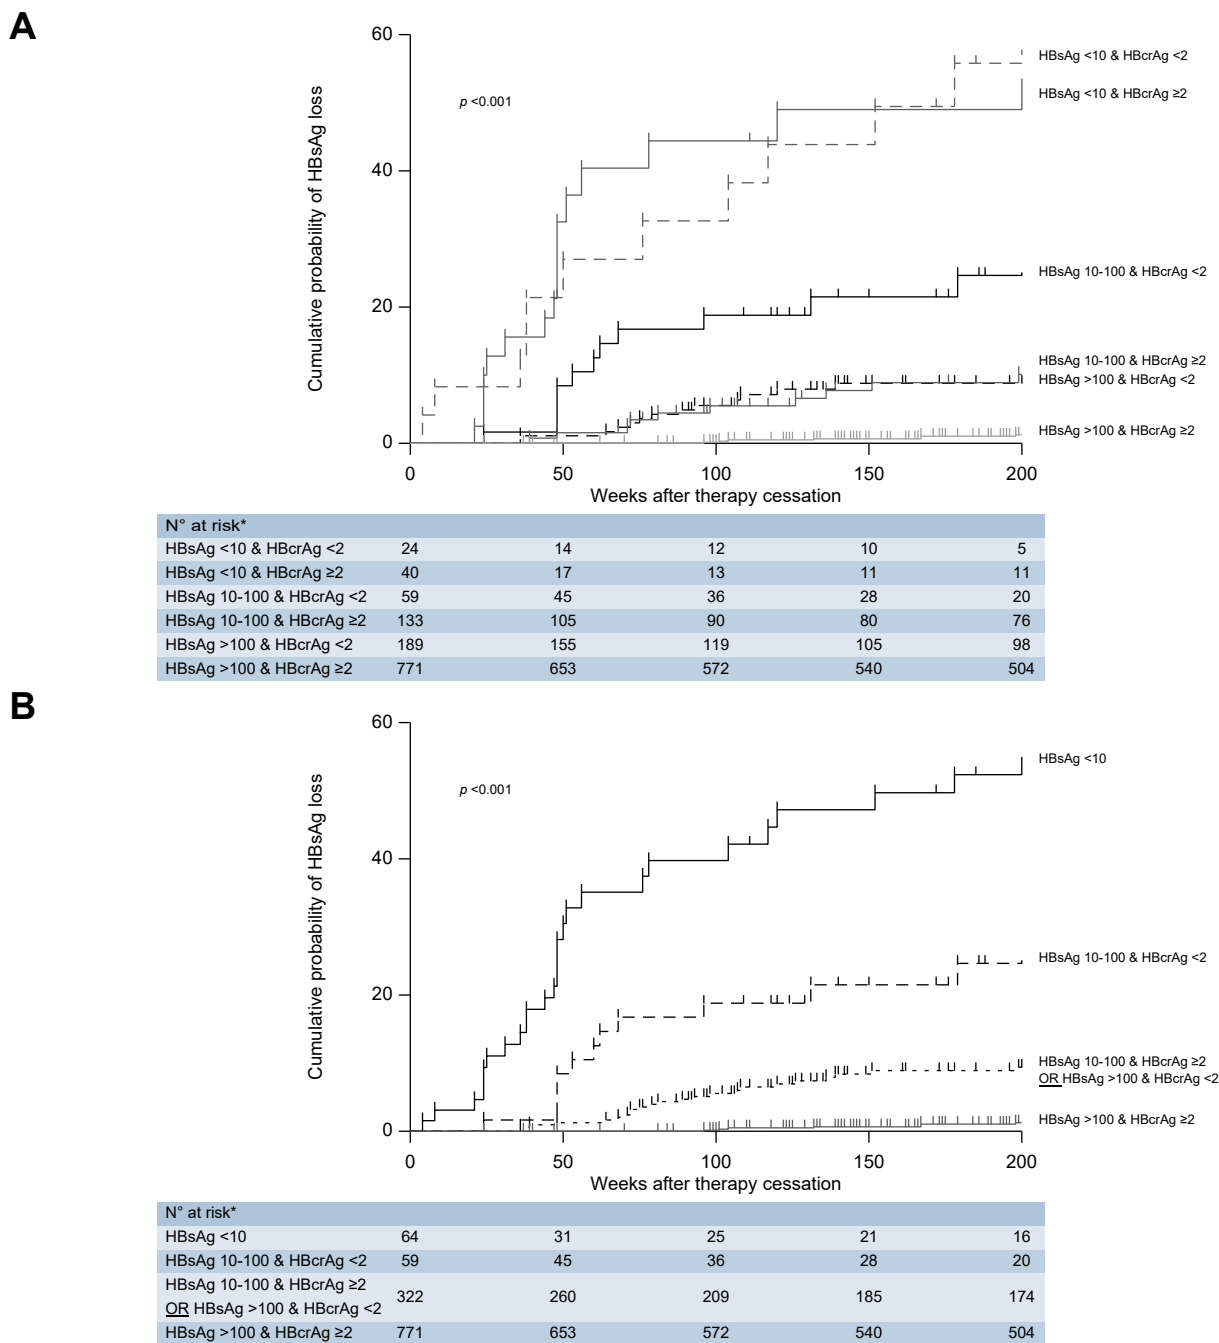 A
60
40
20
0
Cumulative probability of HBsAg loss
p <0.001
HBsAg <10 & HBcrAg <2
HBsAg <10 & HBcrAg ≥2
HBsAg 10-100 & HBcrAg <2
HBsAg 10-100 & HBcrAg ≥2
HBsAg >100 & HBcrAg <2
HBsAg >100 & HBcrAg ≥2
0 50 100 150 200
Weeks after therapy cessation
N° at risk*
HBsAg <10 & HBcrAg <2 24 14 12 10 5
HBsAg <10 & HBcrAg ≥2 40 17 13 11 11
HBsAg 10-100 & HBcrAg <2 59 45 36 28 20
HBsAg 10-100 & HBcrAg ≥2 133 105 90 80 76
HBsAg >100 & HBcrAg <2 189 155 119 105 98
HBsAg >100 & HBcrAg ≥2 771 653 572 540 504
B
60
40
20
0
Cumulative probability of HBsAg loss
p <0.001
HBsAg <10
HBsAg 10-100 & HBcrAg <2
HBsAg 10-100 & HBcrAg ≥2
OR HBsAg >100 & HBcrAg <2
HBsAg >100 & HBcrAg ≥2
0 50 100 150 200
Weeks after therapy cessation
N° at risk*
HBsAg <10 64 31 25 21 16
HBsAg 10-100 & HBcrAg <2 59 45 36 28 20
HBsAg 10-100 & HBcrAg ≥2
OR HBsAg >100 & HBcrAg <2 322 260 209 185 174
HBsAg >100 & HBcrAg ≥2 771 653 572 540 504